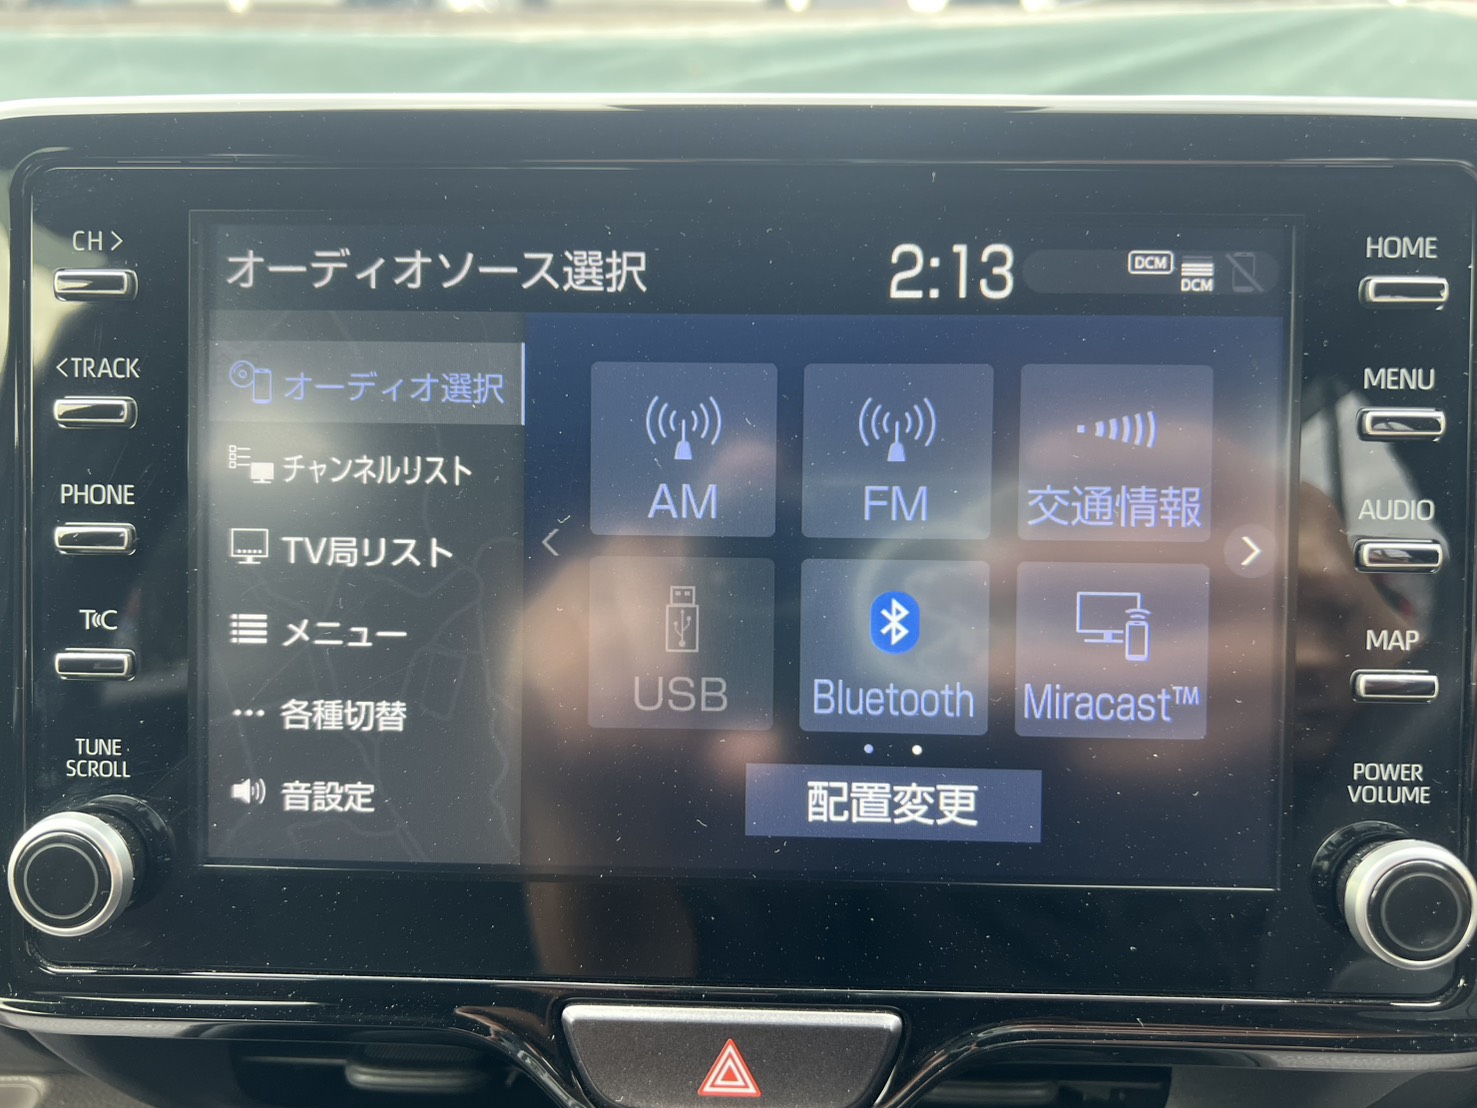 CH >
<TRACK
PHONE
T C
TUNE
SCROLL
オーディオソース選択
2:13
DCM
DCM
オーディオ選択
チャンネルリスト
TV局リスト
メニュー
各種切替
音設定
AM
FM
交通情報
USB
Bluetooth
Miracast™
配置変更
HOME
MENU
AUDIO
MAP
POWER
VOLUME